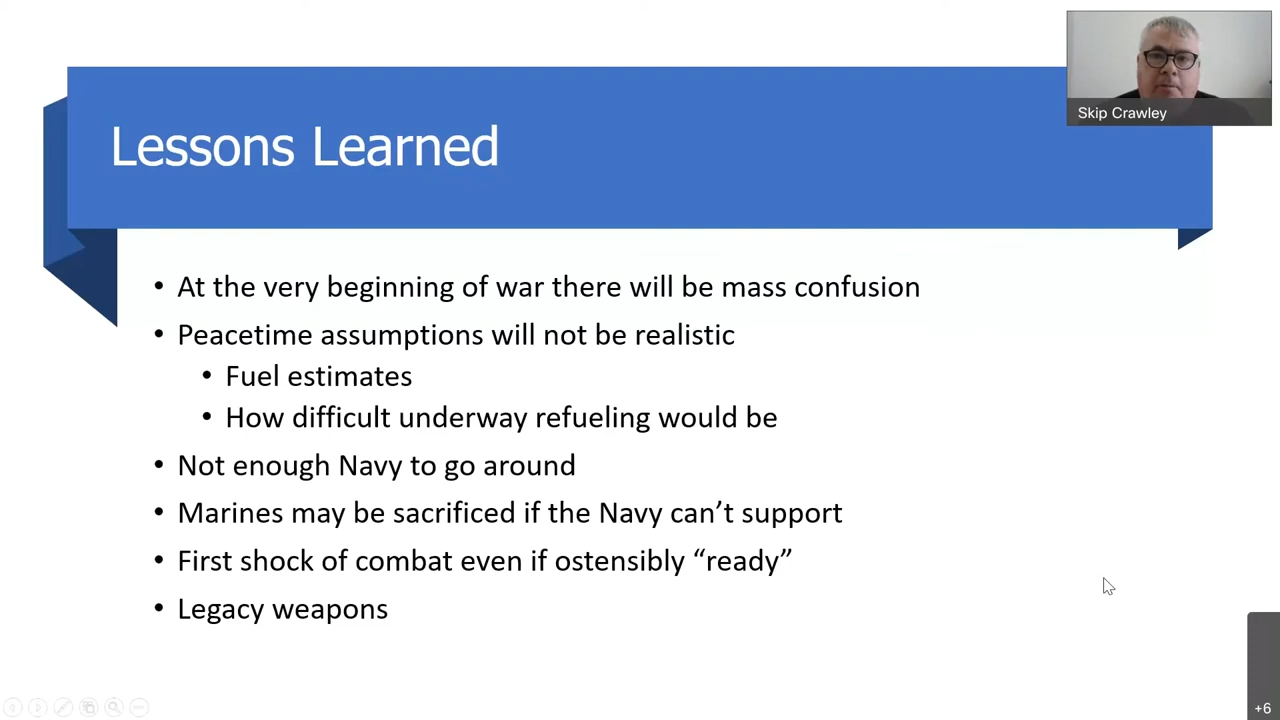 Skip Crawley
Lessons Learned
• At the very beginning of war there will be mass confusion
• Peacetime assumptions will not be realistic
• Fuel estimates
• How difficult underway refueling would be
• Not enough Navy to go around
• Marines may be sacrificed if the Navy can’t support
• First shock of combat even if ostensibly “ready”
• Legacy weapons
+6